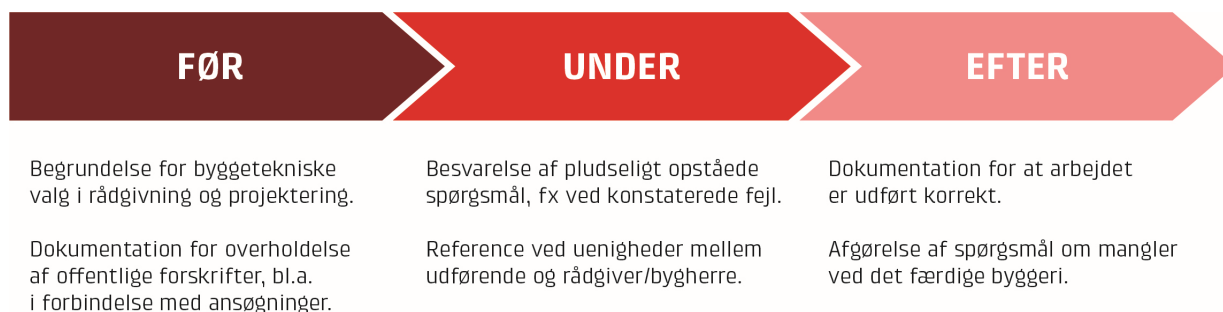 FØR
Begrundelse for byggetekniske
valg i rådgivning og projektering.
Dokumentation for overholdelse
af offentlige forskrifter, bl.a.
i forbindelse med ansøgninger.
UNDER
Besvarelse af pludseligt opståede
spørgsmål, fx ved konstaterede fejl.
Reference ved uenigheder mellem
udførende og rådgiver/bygherre.
EFTER
Dokumentation for at arbejdet
er udført korrekt.
Afgørelse af spørgsmål om mangler
ved det færdige byggeri.